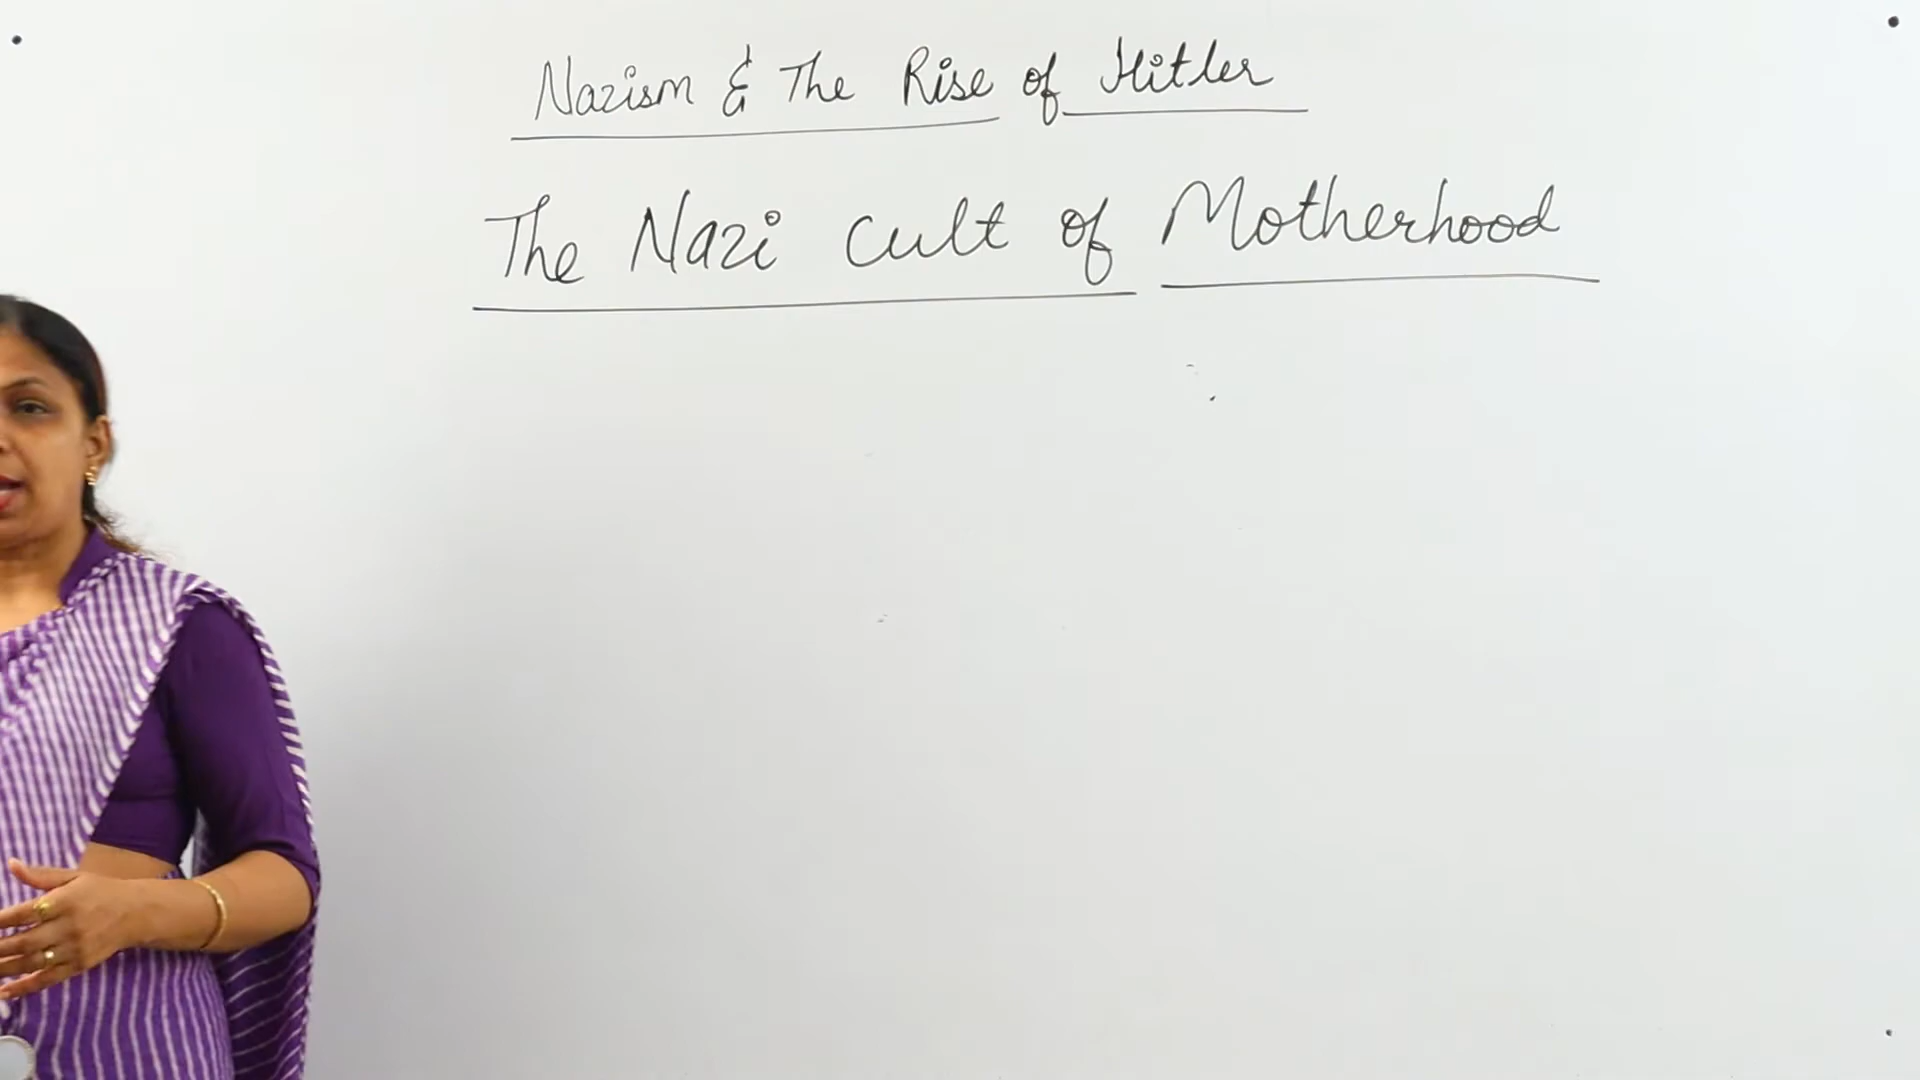 Nazism & The Rise of Hitler
The Nazi Cult of Motherhood